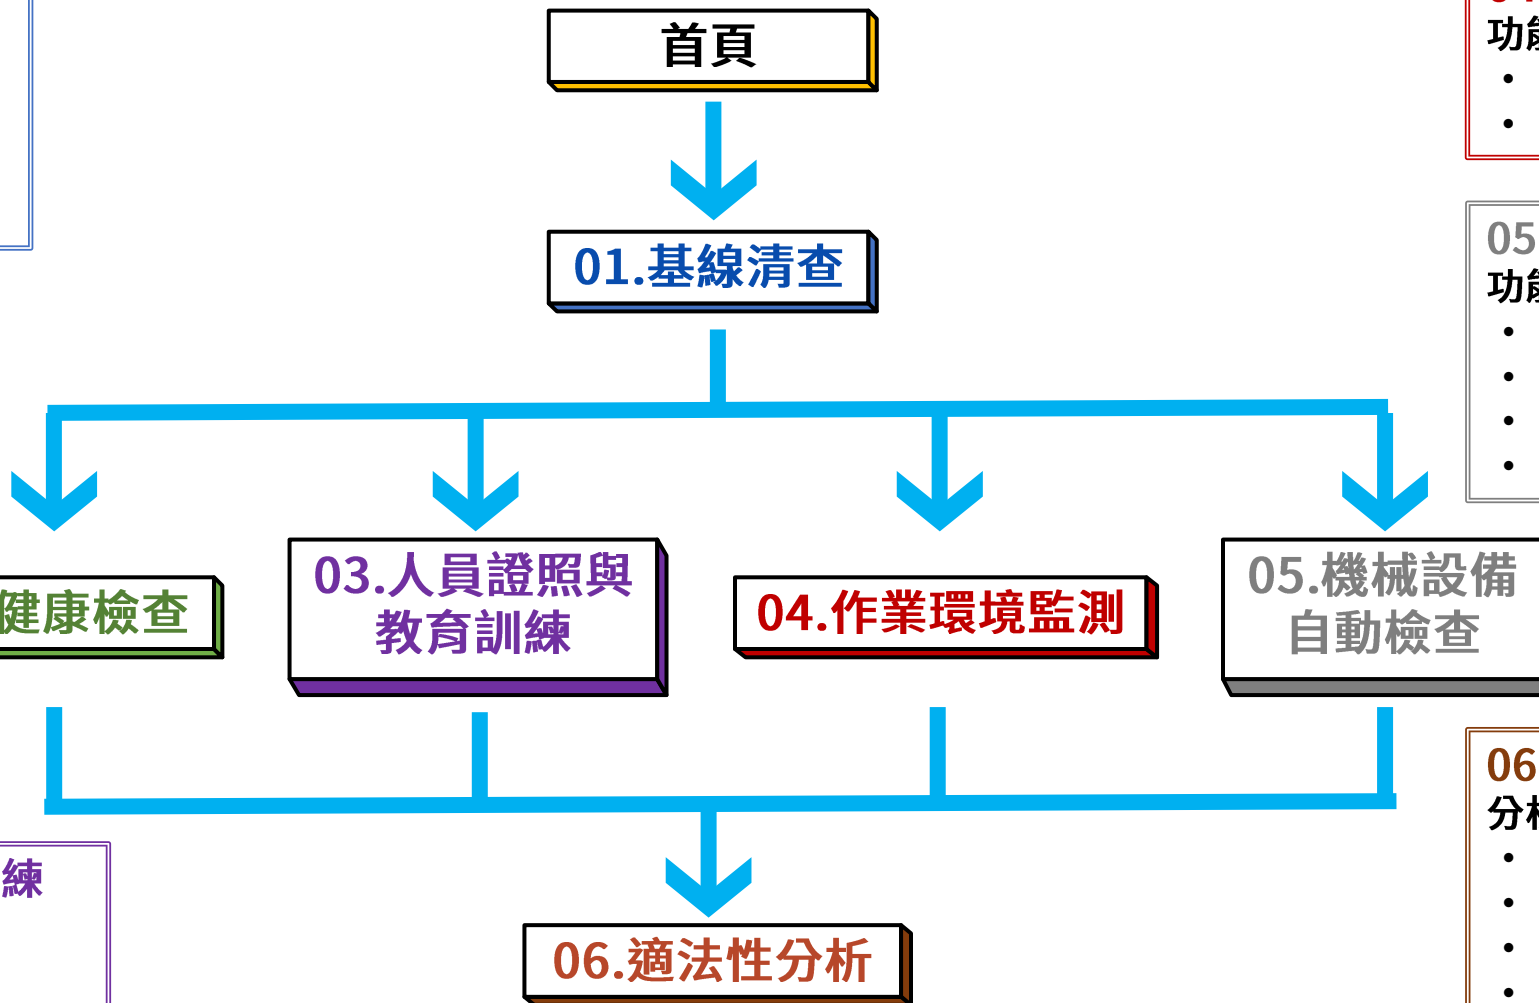 首頁
功
01.基線清查
05
功
健康檢查
03.人員證照與
教育訓練
04.作業環境監測
05.機械設備
自動檢查
06
分
練
06.適法性分析